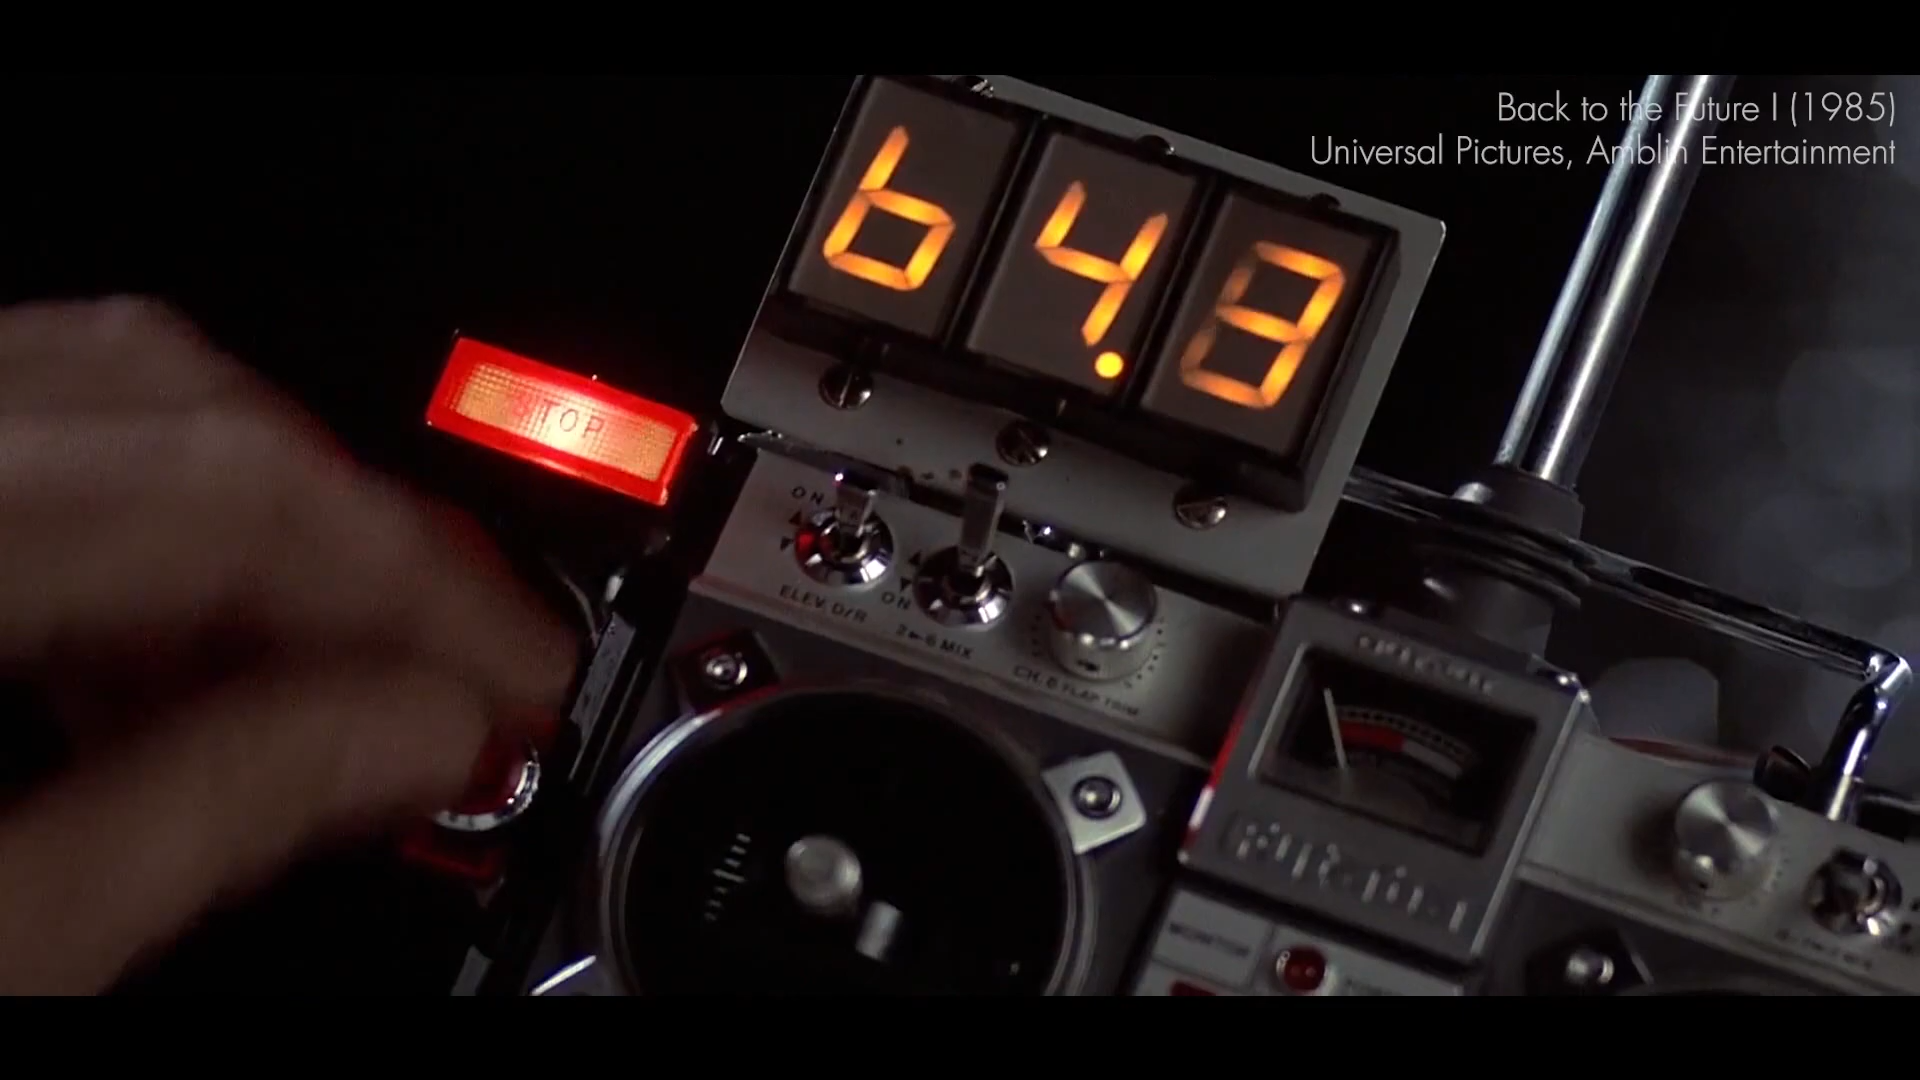 Back to the Future I (1985)
Universal Pictures, Amblin Entertainment
64.8
STOP
ON
ELEV. D/R
ON
2 ► 6 MIX
CH. 6 FLAP TRIM
MONITOR